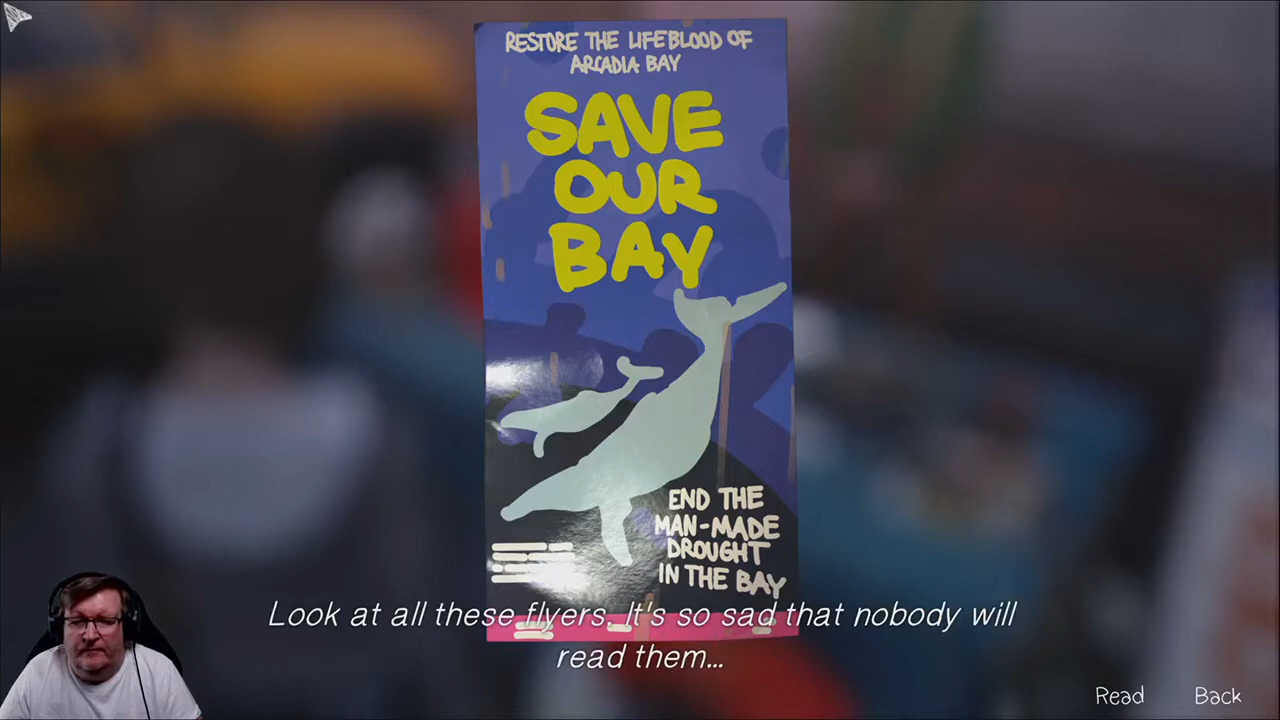 RESTORE THE LIFEBLOOD OF
ARCADIA BAY
SAVE
OUR
BAY
END THE
MAN-MADE
DROUGHT
IN THE BAY
Look at all these flyers. It's so sad that nobody will
read them...
Read
Back